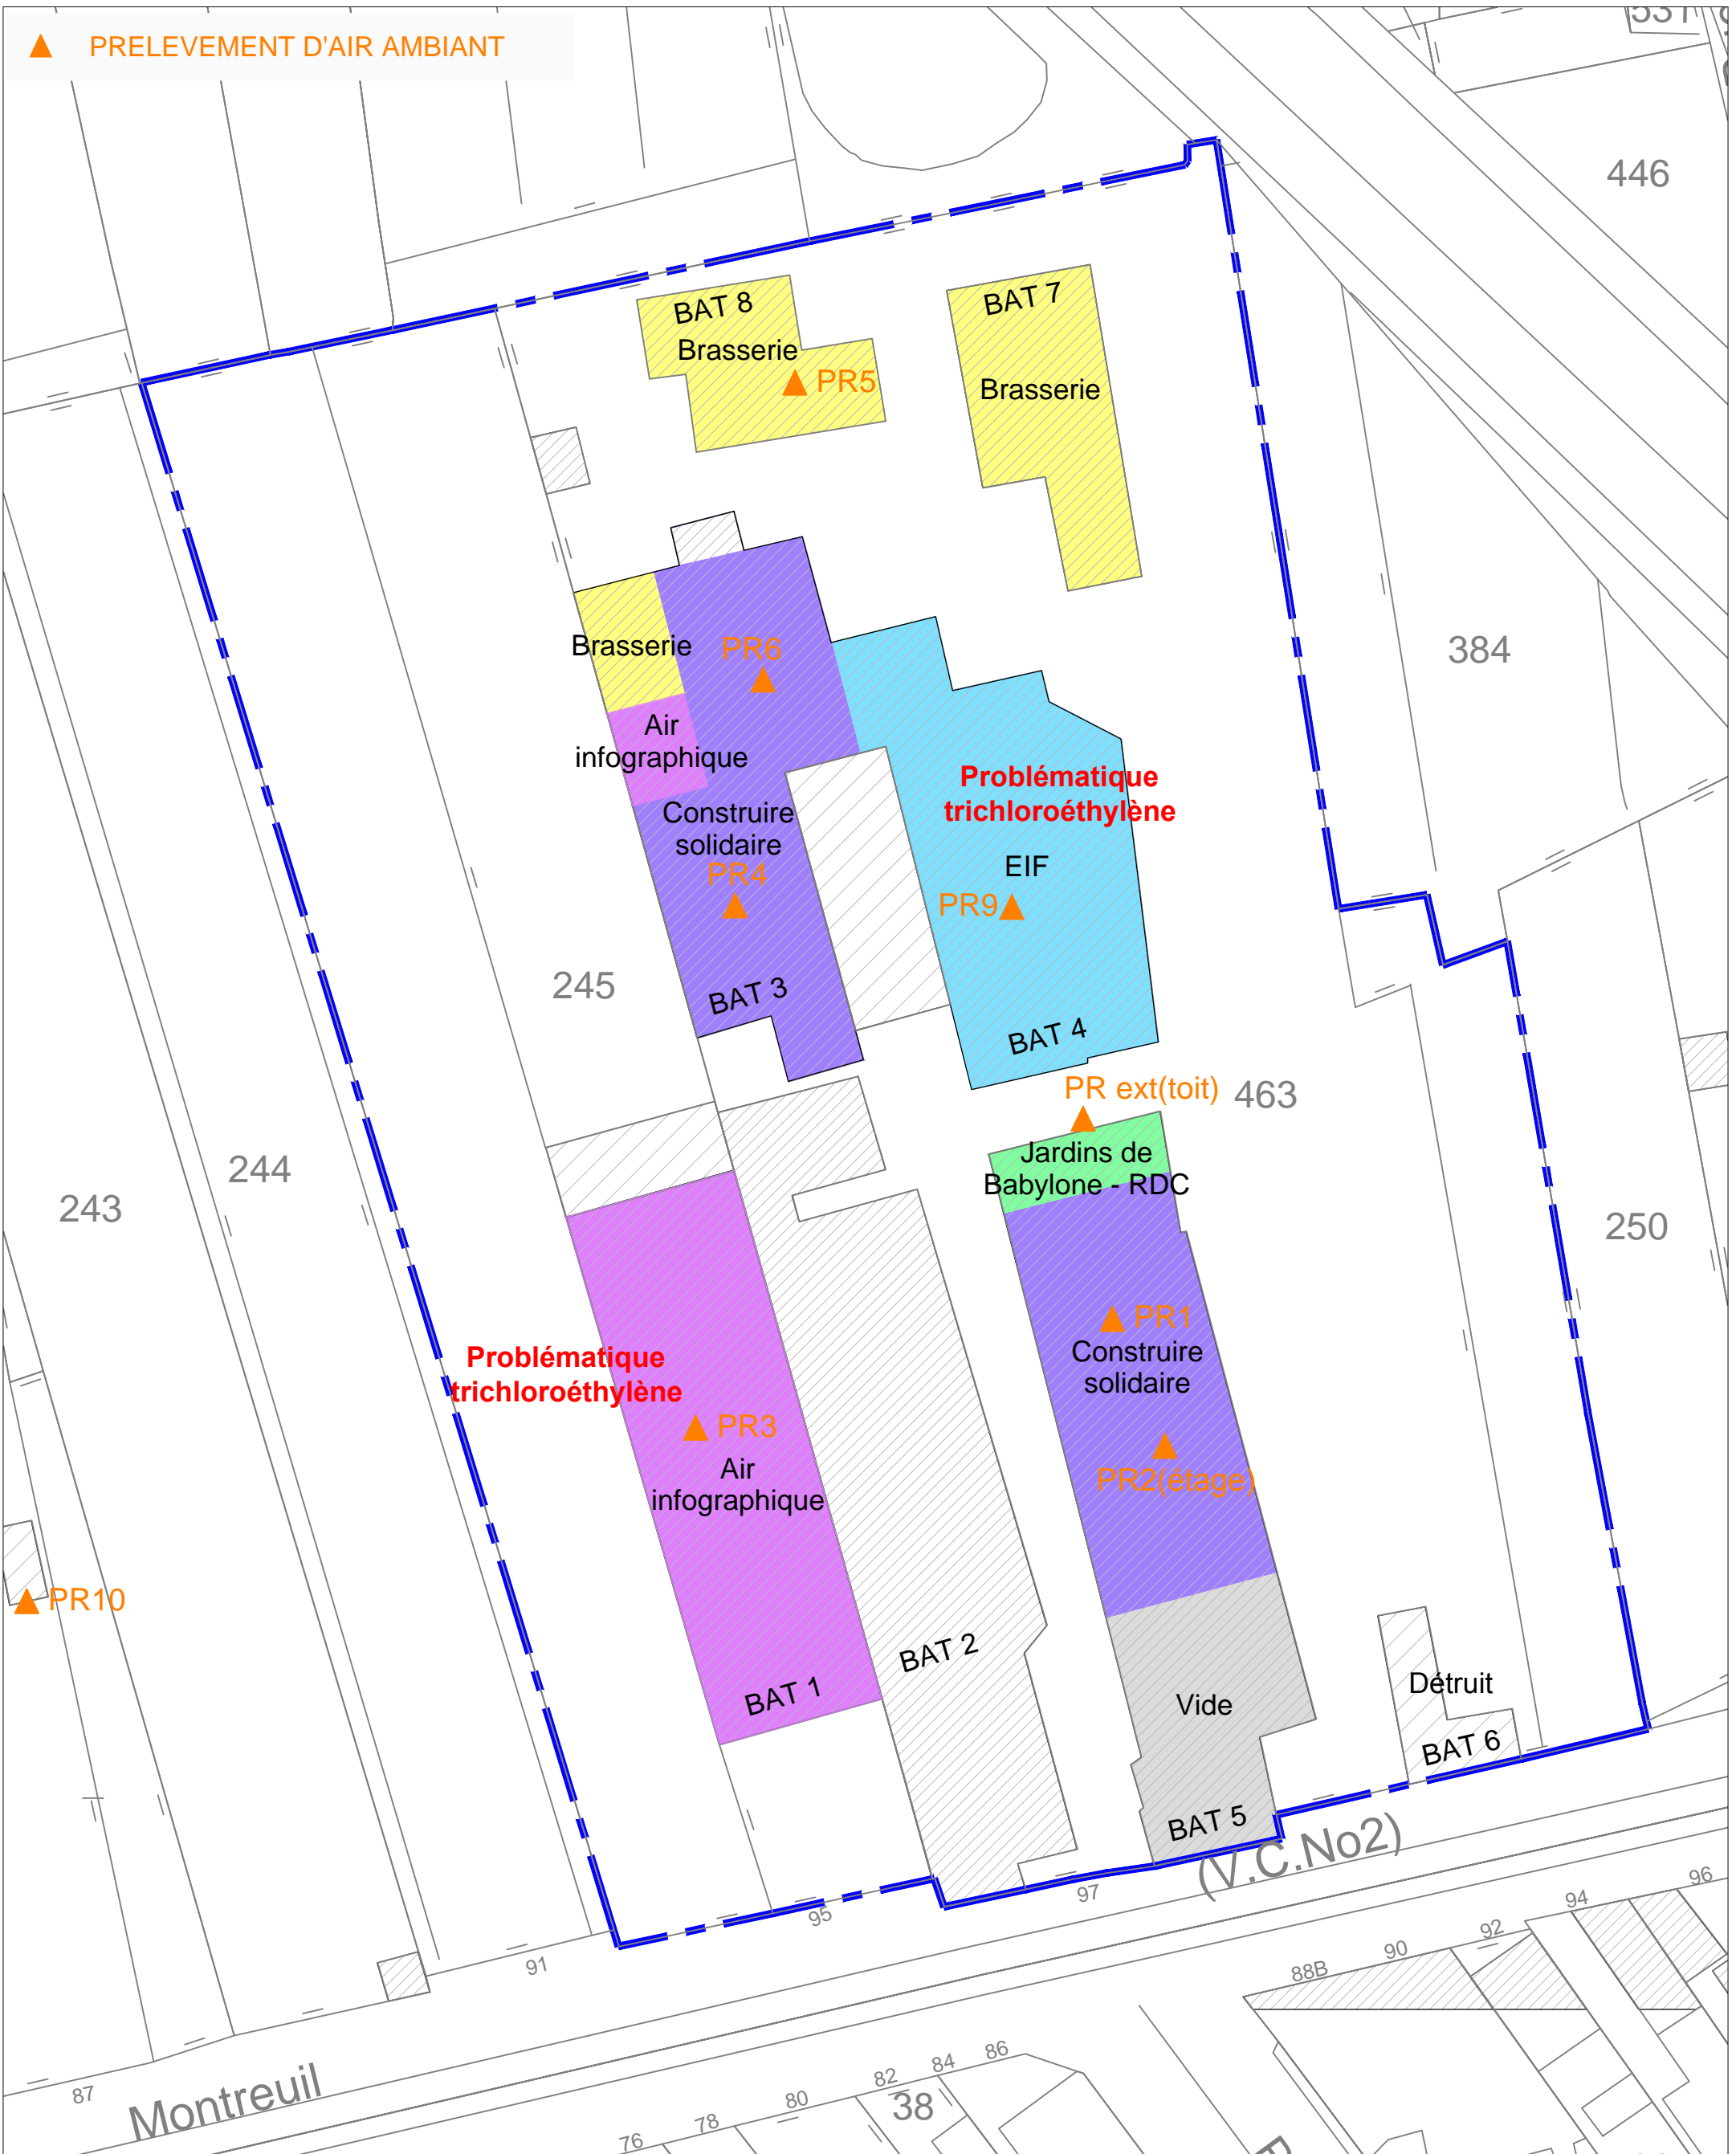 PRELEVEMENT D'AIR AMBIANT
531
446
BAT 8
Brasserie
PR5
BAT 7
Brasserie
Brasserie
PR6
384
Air
infographique
Problématique
trichloroéthylène
Construire
solidaire
PR4
EIF
PR9
245
BAT 3
BAT 4
PR ext(toit)
463
Jardins de
Babylone - RDC
244
243
250
PR1
Construire
solidaire
Problématique
trichloroéthylène
PR3
Air
infographique
PR2(étage)
PR10
BAT 2
BAT 1
Vide
Détruit
BAT 6
BAT 5
(V.C.No2)
97
95
91
96
94
92
90
88B
87
Montreuil
86
84
82
80
78
76
38